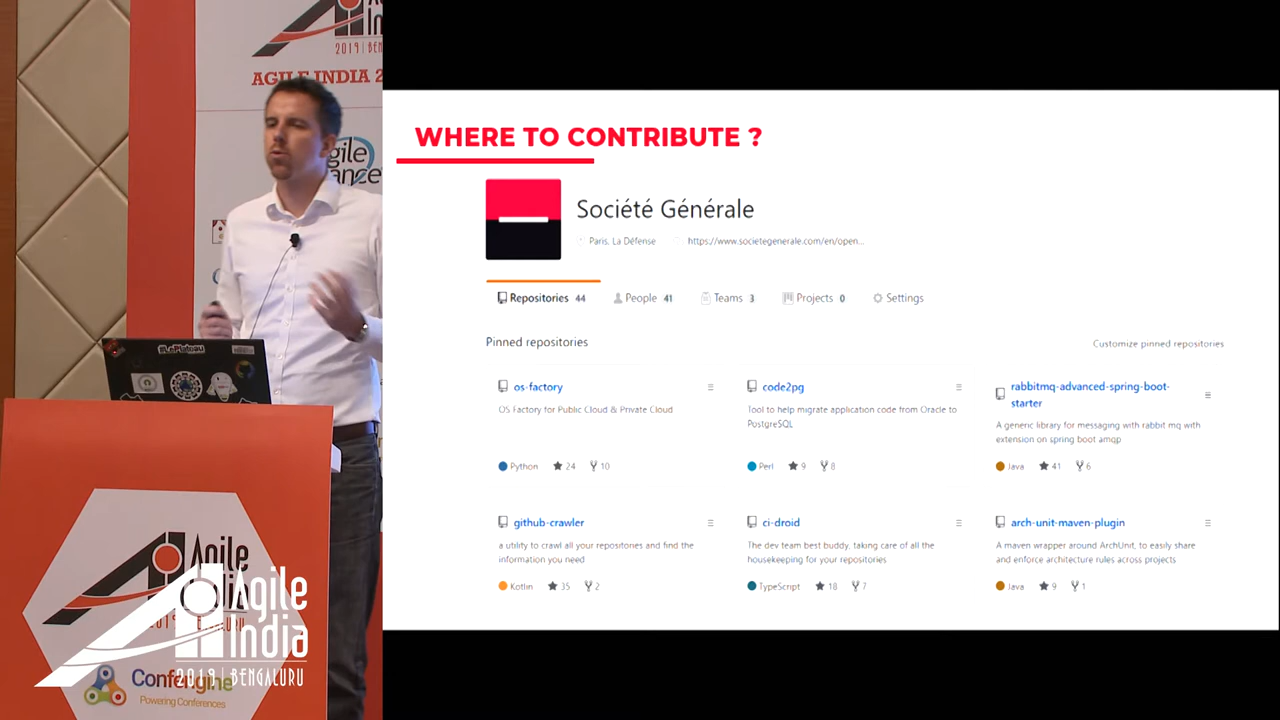 2019 | BEN
AGILE INDIA 2
gile
ance
#LePlateau
Agile
India
2019 | BENGALURU
Confengine
Powering Conferences
WHERE TO CONTRIBUTE ?
Société Générale
Paris, La Défense
https://www.societegenerale.com/en/open...
Repositories 44
People 41
Teams 3
Projects 0
Settings
Pinned repositories
Customize pinned repositories
os-factory
OS Factory for Public Cloud & Private Cloud
Python 24 10
code2pg
Tool to help migrate application code from Oracle to
PostgreSQL
Perl 9 8
rabbitmq-advanced-spring-boot-
starter
A generic library for messaging with rabbit mq with
extension on spring boot amqp
Java 41 6
github-crawler
a utility to crawl all your repositories and find the
information you need
Kotlin 35 2
ci-droid
The dev team best buddy, taking care of all the
housekeeping for your repositories
TypeScript 18 7
arch-unit-maven-plugin
A maven wrapper around ArchUnit, to easily share
and enforce architecture rules across projects
Java 9 1